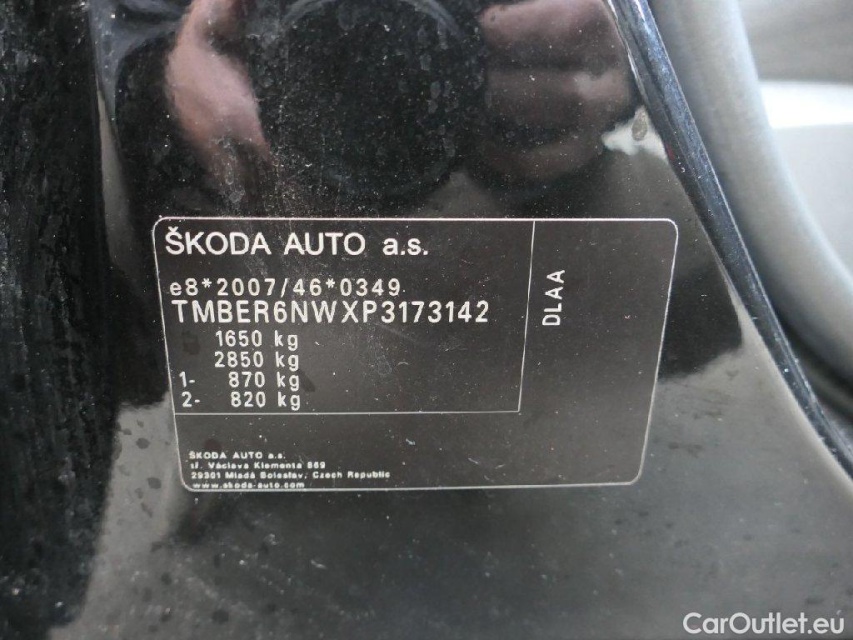 ŠKODA AUTO a.s.
e8*2007/46*0349
TMBER6NWXP3173142
1650 kg
2850 kg
1- 870 kg
2- 820 kg
DLAA
ŠKODA AUTO a.s.
tř. Václava Klementa 869
29301 Mladá Boleslav, Czech Republic
www.skoda-auto.com
CarOutlet.eu